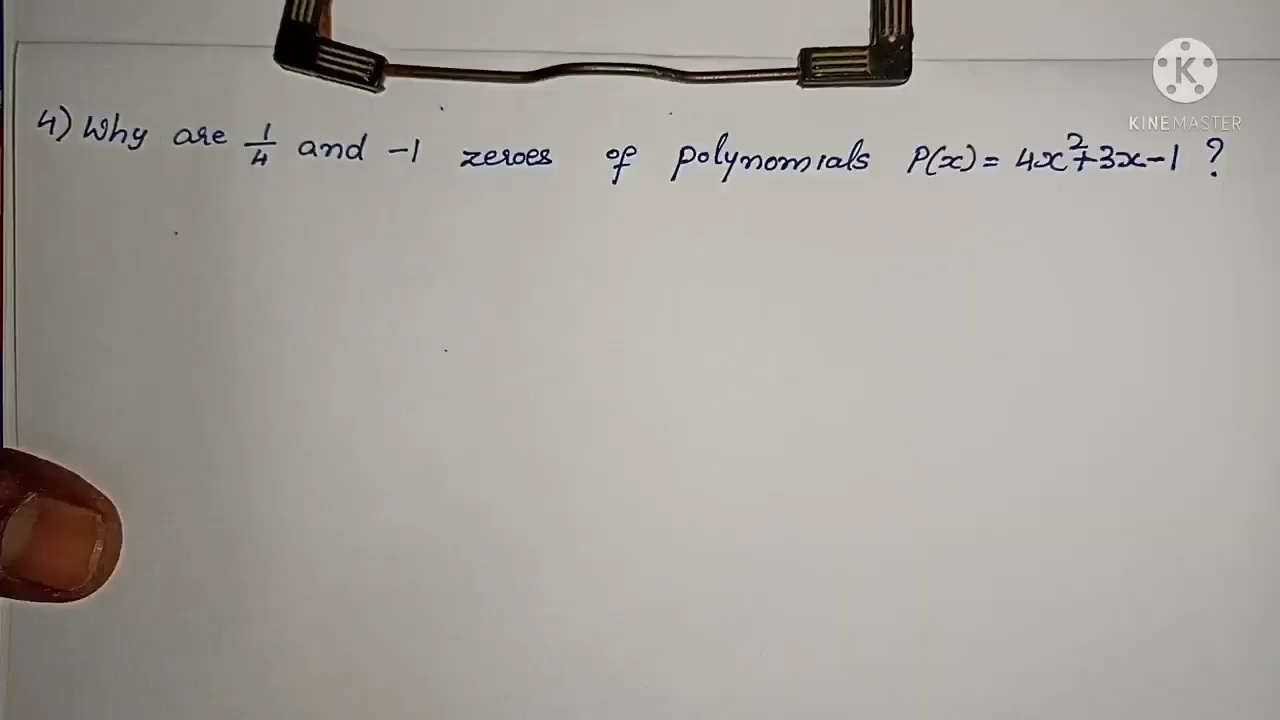 K
KINEMASTER
4) Why are 1/4 and -1 zeroes of polynomials P(x) = 4x²+3x-1 ?